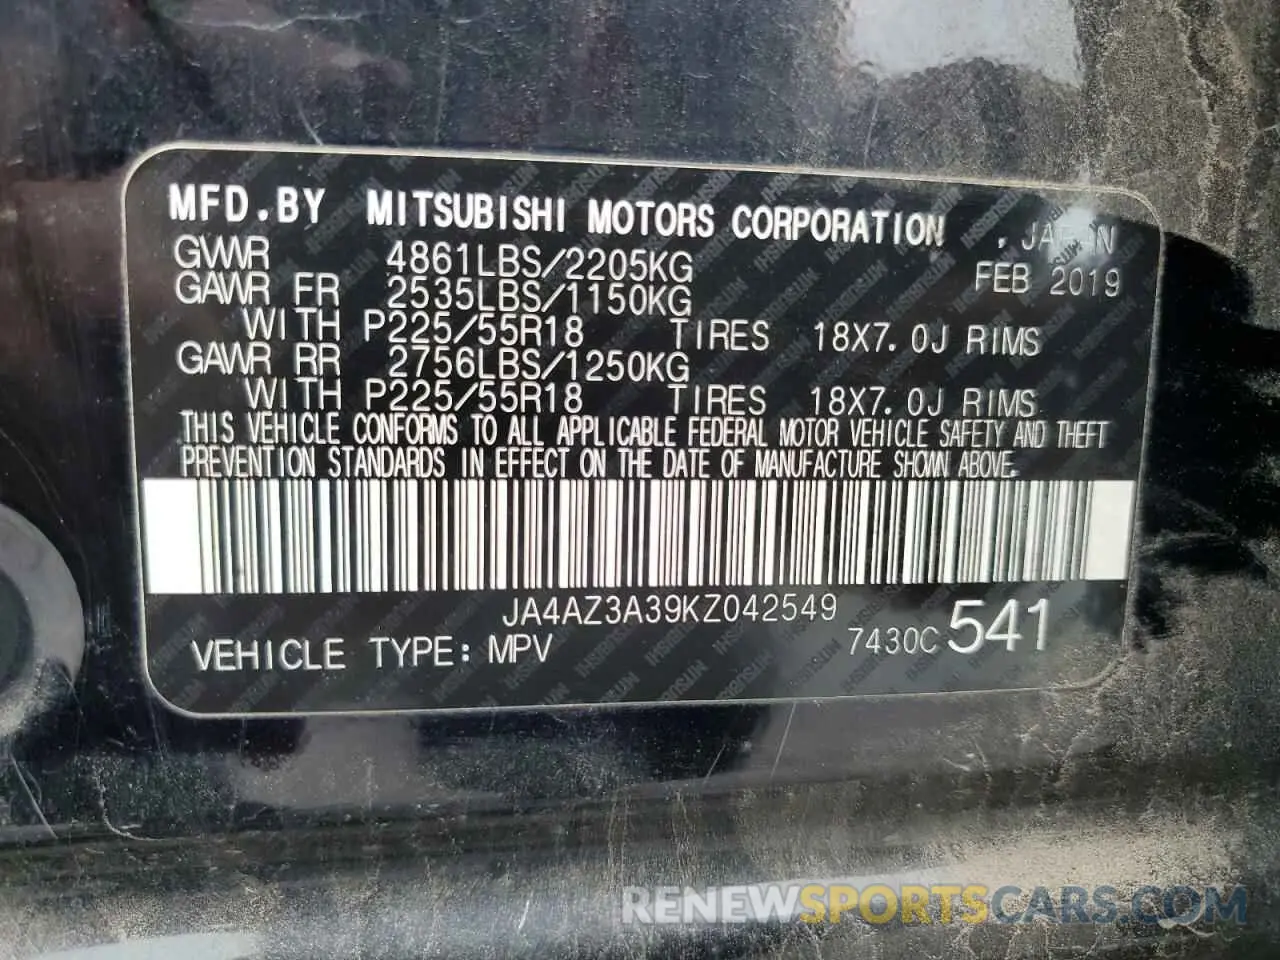 MFD.BY MITSUBISHI MOTORS CORPORATION , JAPAN
GVWR 4861LBS/2205KG FEB 2019
GAWR FR 2535LBS/1150KG
WITH P225/55R18 TIRES 18X7.0J RIMS
GAWR RR 2756LBS/1250KG
WITH P225/55R18 TIRES 18X7.0J RIMS
THIS VEHICLE CONFORMS TO ALL APPLICABLE FEDERAL MOTOR VEHICLE SAFETY AND THEFT
PREVENTION STANDARDS IN EFFECT ON THE DATE OF MANUFACTURE SHOWN ABOVE.
JA4AZ3A39KZ042549
VEHICLE TYPE: MPV 7430C 541
RENEWSPORTSCARS.COM